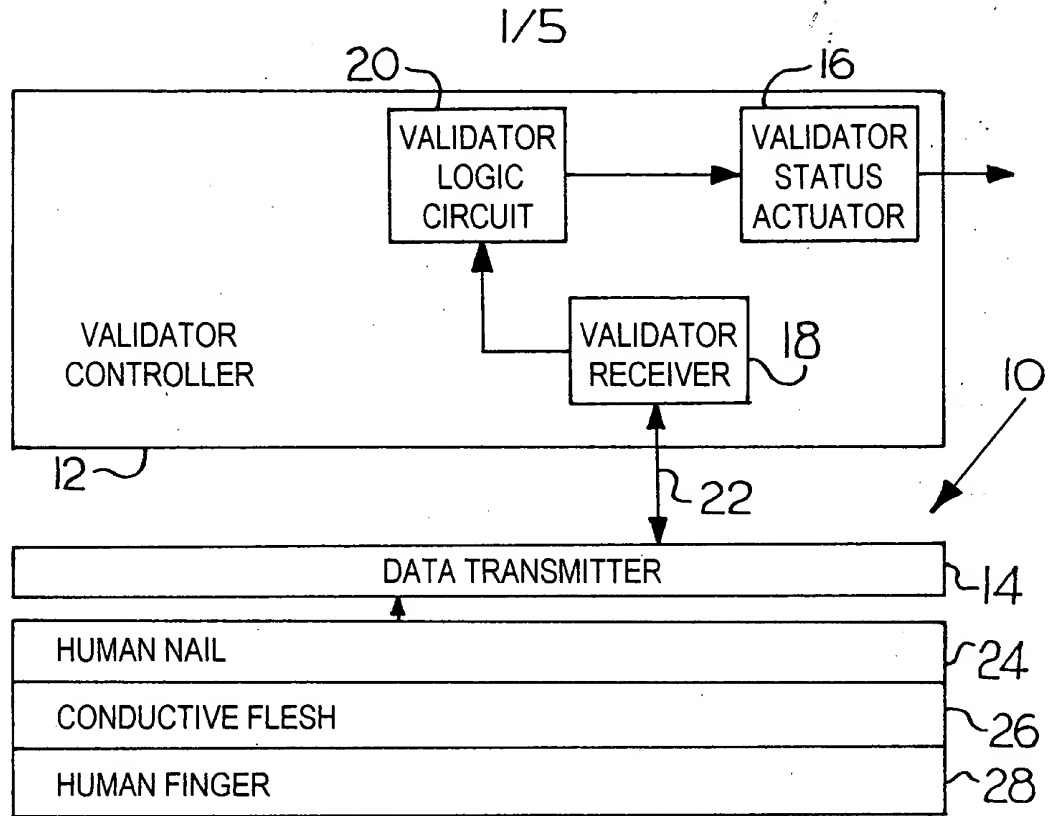 1/5
20
16
VALIDATOR
LOGIC
CIRCUIT
VALIDATOR
STATUS
ACTUATOR
VALIDATOR
CONTROLLER
VALIDATOR
RECEIVER
18
10
12
22
DATA TRANSMITTER
14
HUMAN NAIL
24
CONDUCTIVE FLESH
26
HUMAN FINGER
28